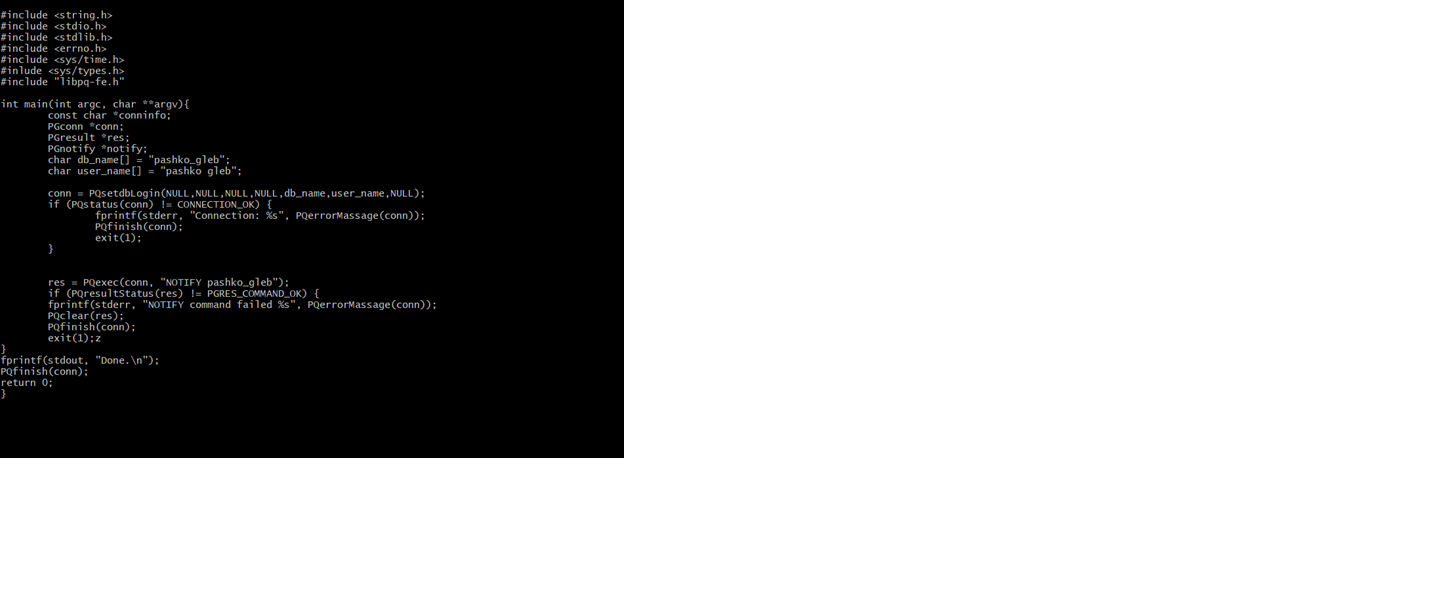 #include <string.h>
#include <stdio.h>
#include <stdlib.h>
#include <errno.h>
#include <sys/time.h>
#inlude <sys/types.h>
#include "libpq-fe.h"
int main(int argc, char **argv){
const char *conninfo;
PGconn *conn;
PGresult *res;
PGnotify *notify;
char db_name[] = "pashko_gleb";
char user_name[] = "pashko gleb";
conn = PQsetdbLogin(NULL,NULL,NULL,NULL,db_name,user_name,NULL);
if (PQstatus(conn) != CONNECTION_OK) {
fprintf(stderr, "Connection: %s", PQerrorMassage(conn));
PQfinish(conn);
exit(1);
}
res = PQexec(conn, "NOTIFY pashko_gleb");
if (PQresultStatus(res) != PGRES_COMMAND_OK) {
fprintf(stderr, "NOTIFY command failed %s", PQerrorMassage(conn));
PQclear(res);
PQfinish(conn);
exit(1);z
}
fprintf(stdout, "Done.\n");
PQfinish(conn);
return 0;
}